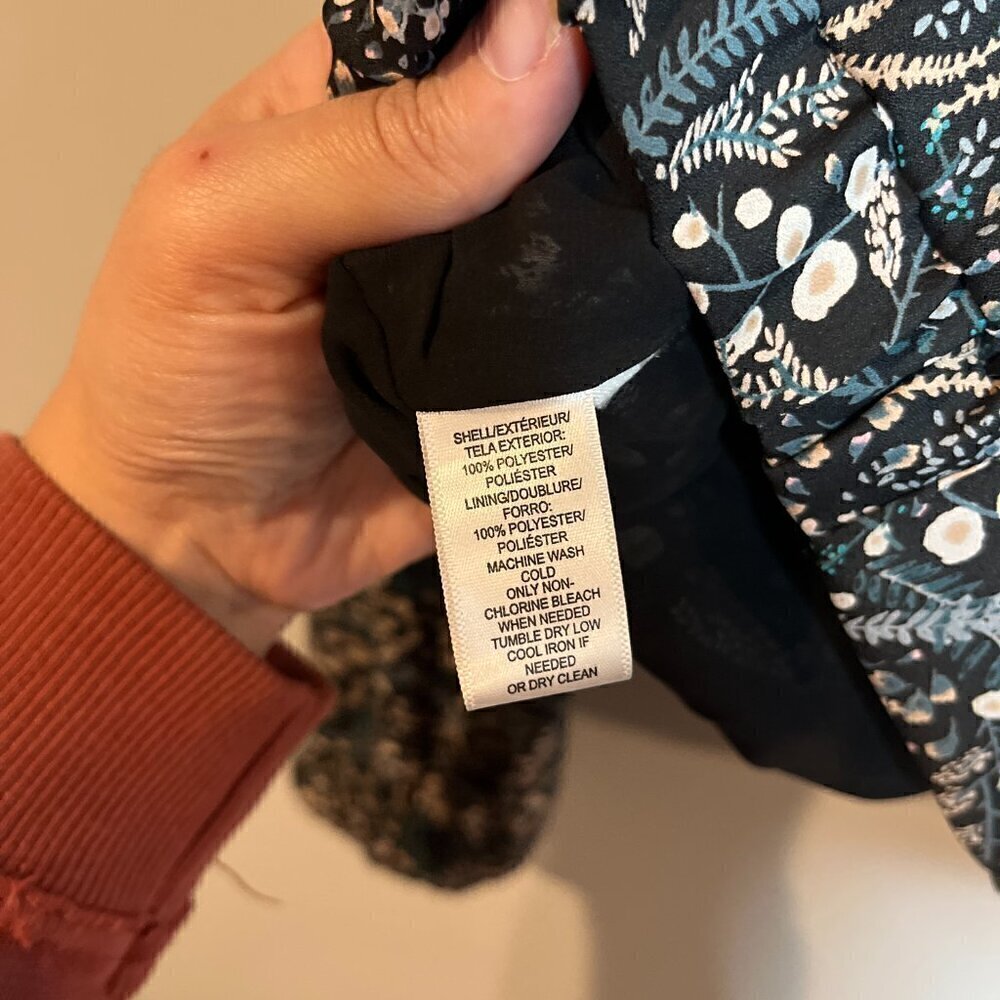 SHELL/EXTÉRIEUR/
TELA EXTERIOR:
100% POLYESTER/
POLIÉSTER
LINING/DOUBLURE/
FORRO:
100% POLYESTER/
POLIÉSTER
MACHINE WASH
COLD
ONLY NON-
CHLORINE BLEACH
WHEN NEEDED
TUMBLE DRY LOW
COOL IRON IF
NEEDED
OR DRY CLEAN